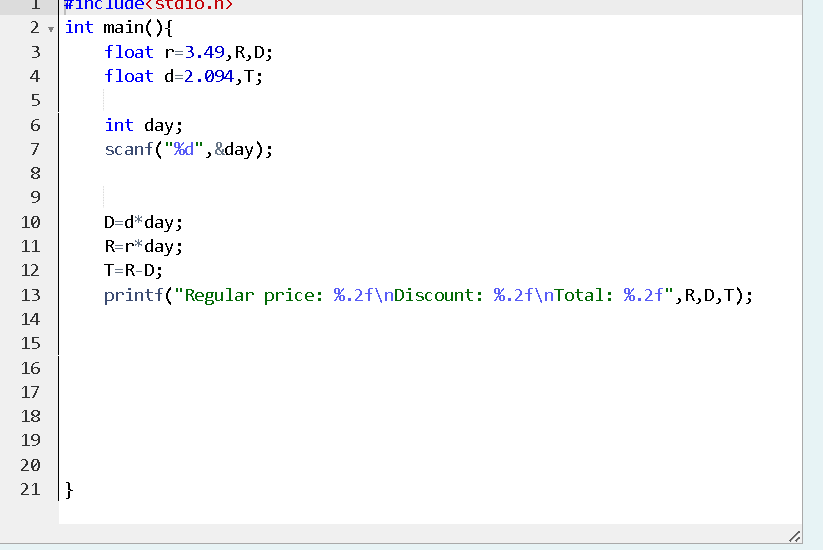 1 #include<stdio.h>
2 int main(){
3 float r=3.49,R,D;
4 float d=2.094,T;
5
6 int day;
7 scanf("%d",&day);
8
9
10 D=d*day;
11 R=r*day;
12 T=R-D;
13 printf("Regular price: %.2f\nDiscount: %.2f\nTotal: %.2f",R,D,T);
14
15
16
17
18
19
20
21 }